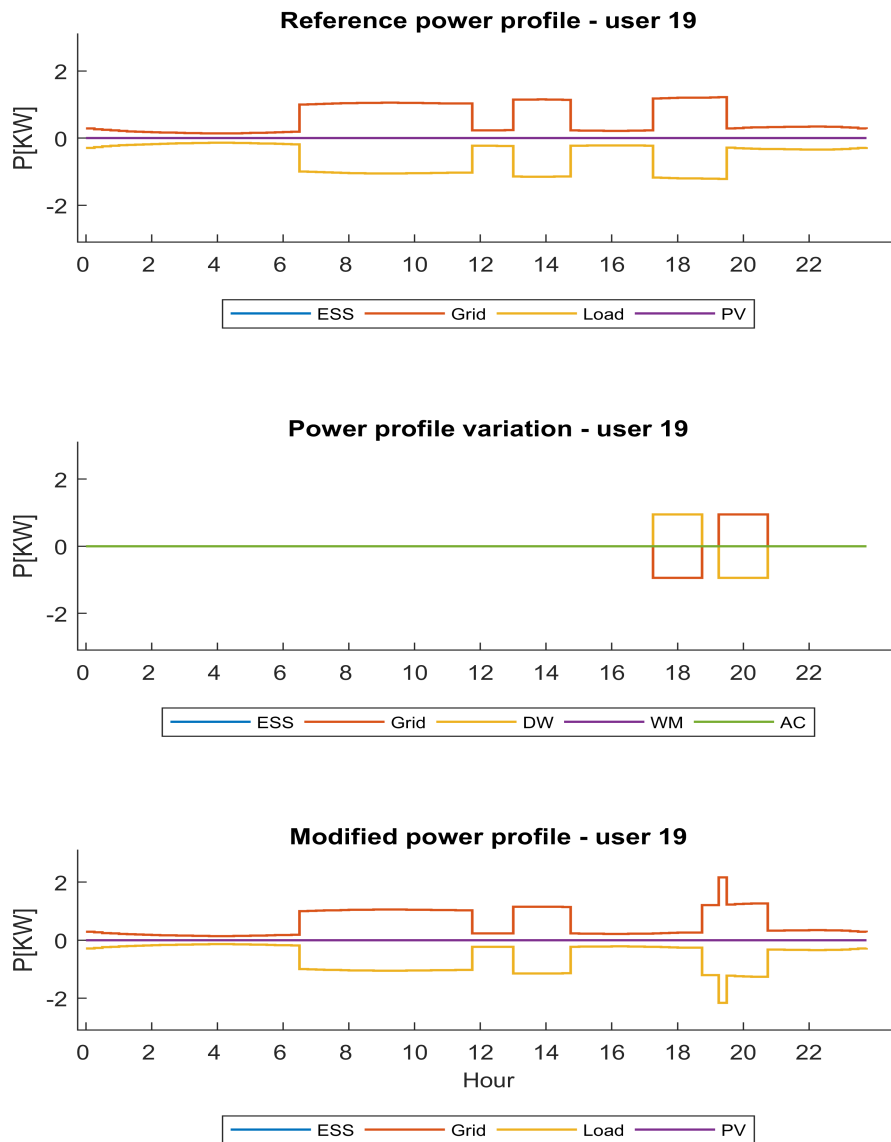 Reference power profile - user 19
P[KW]
2
0
-2
0 2 4 6 8 10 12 14 16 18 20 22
ESS Grid Load PV
Power profile variation - user 19
P[KW]
2
0
-2
0 2 4 6 8 10 12 14 16 18 20 22
ESS Grid DW WM AC
Modified power profile - user 19
P[KW]
2
0
-2
0 2 4 6 8 10 12 14 16 18 20 22
Hour
ESS Grid Load PV